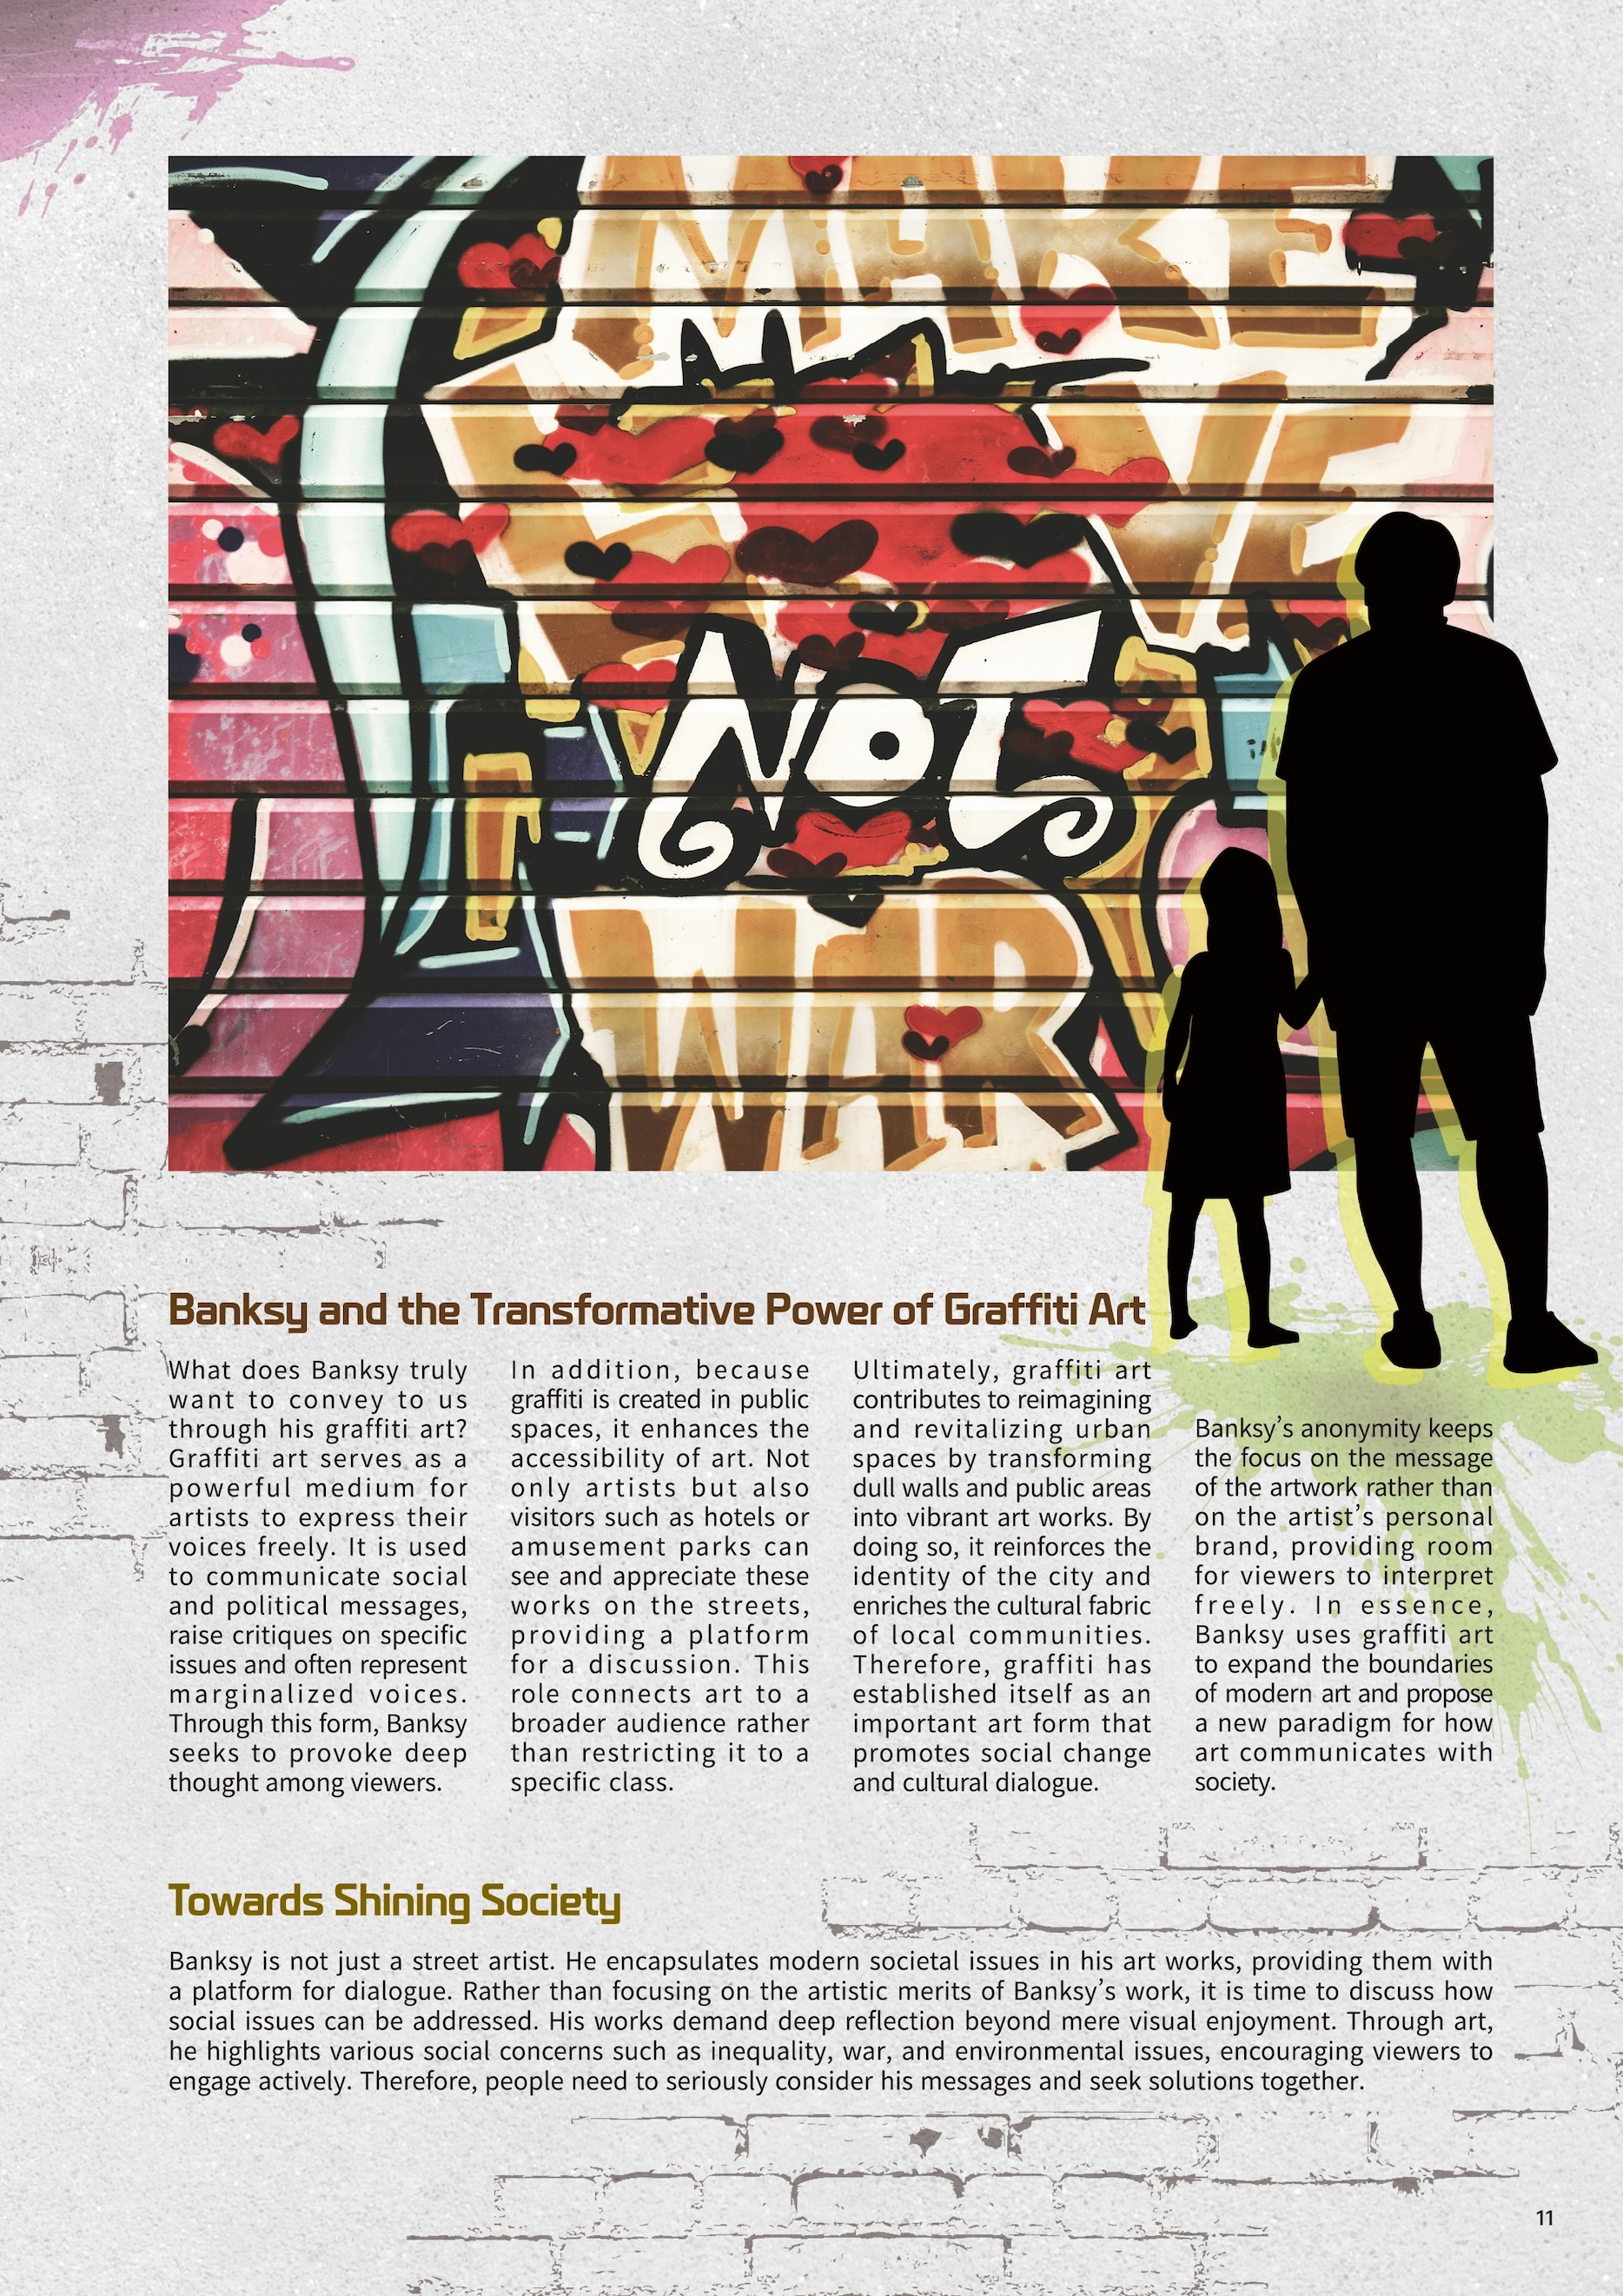 MAKE
LOVE
NOT
WAR
Banksy and the Transformative Power of Graffiti Art
What does Banksy truly
want to convey to us
through his graffiti art?
Graffiti art serves as a
powerful medium for
artists to express their
voices freely. It is used
to communicate social
and political messages,
raise critiques on specific
issues and often represent
marginalized voices.
Through this form, Banksy
seeks to provoke deep
thought among viewers.
In addition, because
graffiti is created in public
spaces, it enhances the
accessibility of art. Not
only artists but also
visitors such as hotels or
amusement parks can
see and appreciate these
works on the streets,
providing a platform
for a discussion. This
role connects art to a
broader audience rather
than restricting it to a
specific class.
Ultimately, graffiti art
contributes to reimagining
and revitalizing urban
spaces by transforming
dull walls and public areas
into vibrant art works. By
doing so, it reinforces the
identity of the city and
enriches the cultural fabric
of local communities.
Therefore, graffiti has
established itself as an
important art form that
promotes social change
and cultural dialogue.
Banksy’s anonymity keeps
the focus on the message
of the artwork rather than
on the artist’s personal
brand, providing room
for viewers to interpret
freely. In essence,
Banksy uses graffiti art
to expand the boundaries
of modern art and propose
a new paradigm for how
art communicates with
society.
Towards Shining Society
Banksy is not just a street artist. He encapsulates modern societal issues in his art works, providing them with
a platform for dialogue. Rather than focusing on the artistic merits of Banksy’s work, it is time to discuss how
social issues can be addressed. His works demand deep reflection beyond mere visual enjoyment. Through art,
he highlights various social concerns such as inequality, war, and environmental issues, encouraging viewers to
engage actively. Therefore, people need to seriously consider his messages and seek solutions together.
11